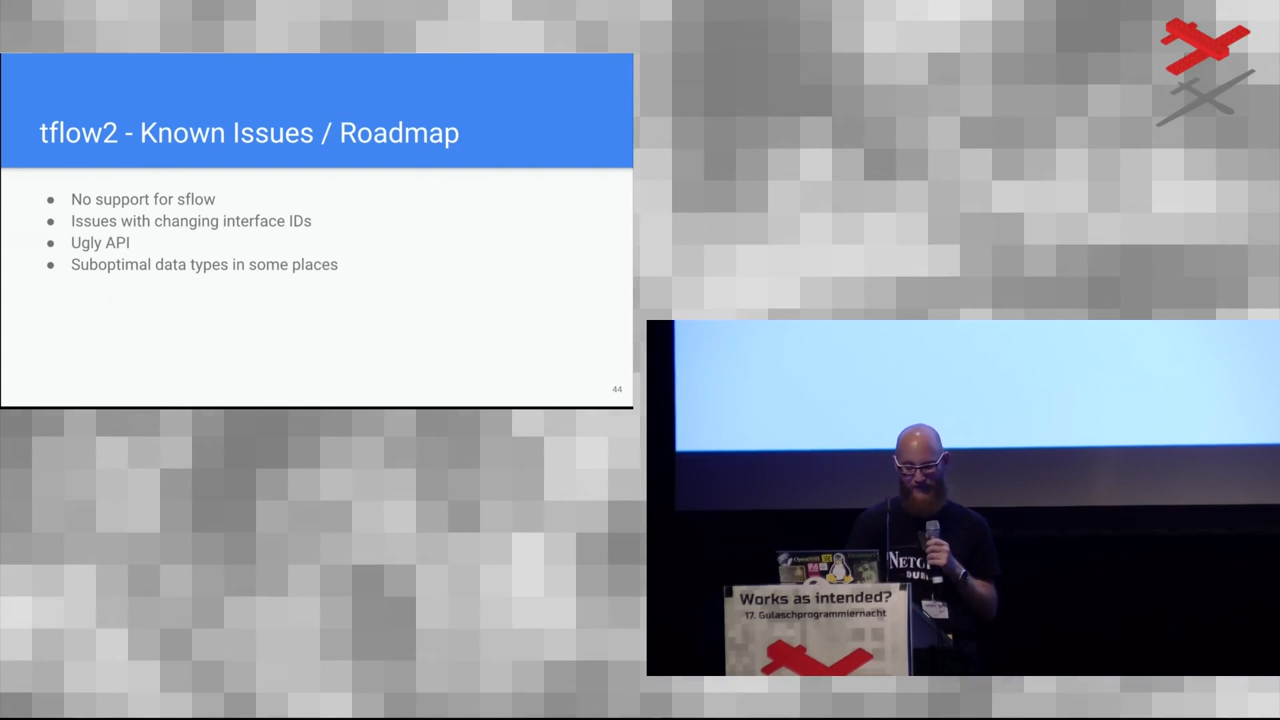 tflow2 - Known Issues / Roadmap
● No support for sflow
● Issues with changing interface IDs
● Ugly API
● Suboptimal data types in some places
44
Works as intended?
17. Gulaschprogrammiernacht